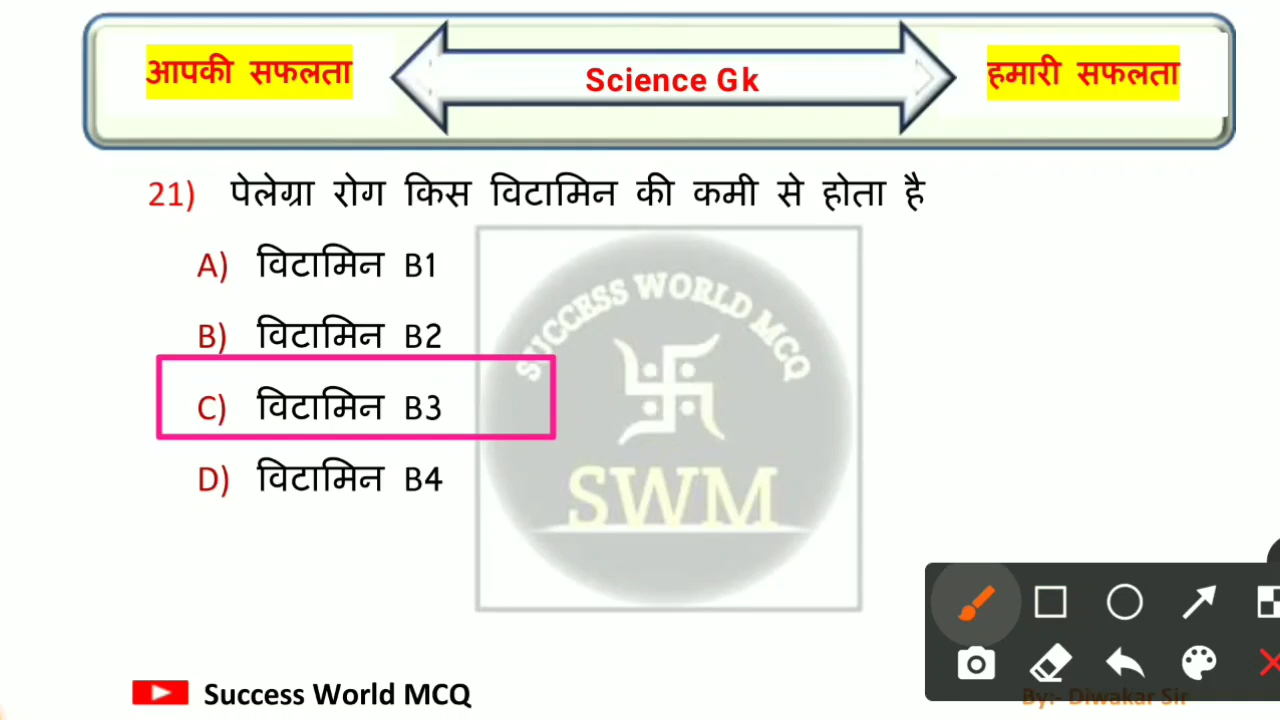 आपकी सफलता
Science Gk
हमारी सफलता
21) पेलेग्रा रोग किस विटामिन की कमी से होता है
A) विटामिन B1
B) विटामिन B2
C) विटामिन B3
D) विटामिन B4
SUCCESS WORLD MCQ
SWM
Success World MCQ
By:- Diwakar Sir